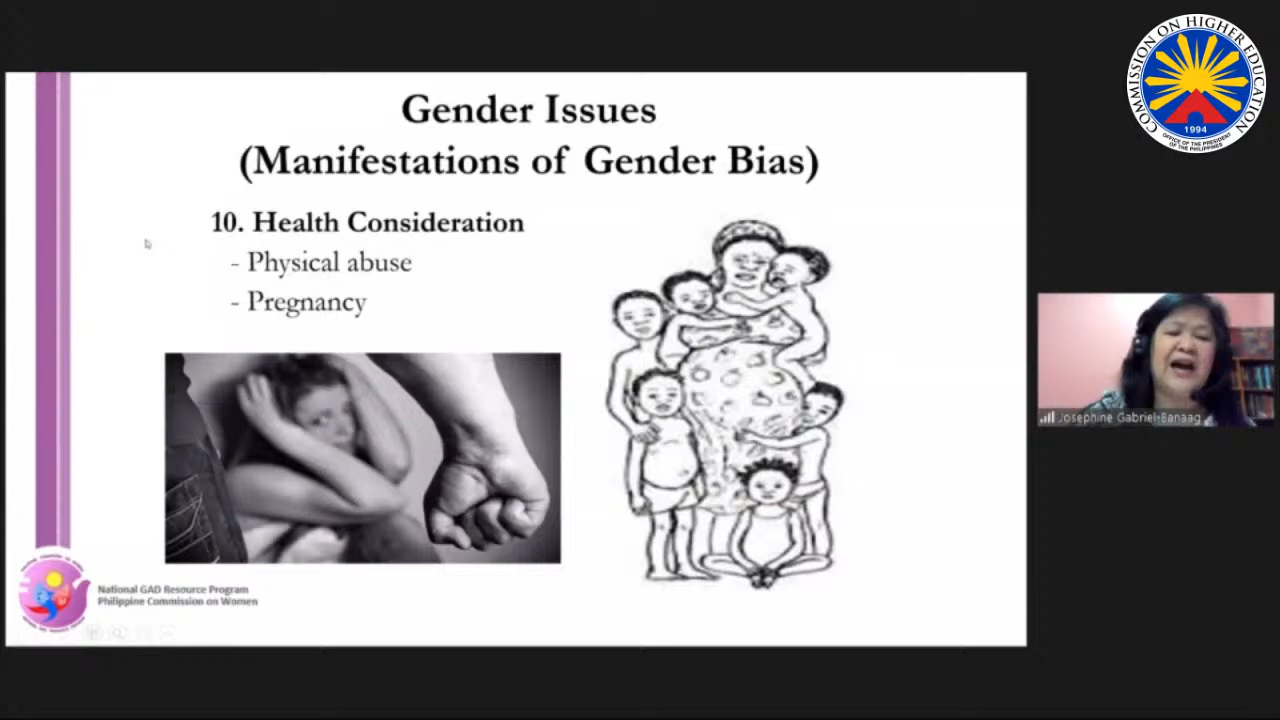 Gender Issues
(Manifestations of Gender Bias)
10. Health Consideration
- Physical abuse
- Pregnancy
National GAD Resource Program
Philippine Commission on Women
COMMISSION ON HIGHER EDUCATION
1994
OFFICE OF THE PRESIDENT
OF THE PHILIPPINES
Josephine Gabriel-Banaag